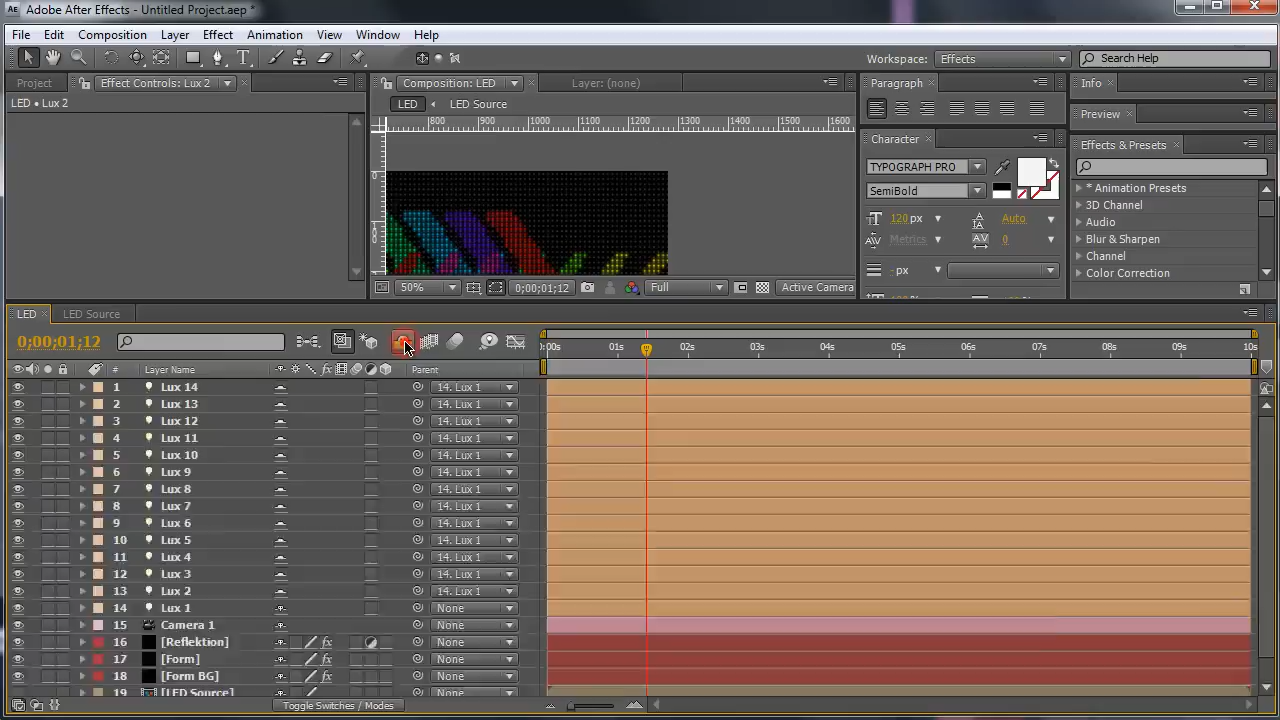 Adobe After Effects - Untitled Project.aep *
File Edit Composition Layer Effect Animation View Window Help
Workspace: Effects Search Help
Project Effect Controls: Lux 2 Composition: LED Layer: (none) Paragraph Info
LED • Lux 2 LED LED Source
800 900 1000 1100 1200 1300 1400 1500 1600
Preview
Character
Effects & Presets
TYPOGRAPH PRO
SemiBold
* Animation Presets
3D Channel
120 px Auto
Audio
Metrics 0
Blur & Sharpen
Channel
- px
Color Correction
50% 0;00;01;12 Full Active Camera
LED LED Source
0;00;01;12
0:00s 01s 02s 03s 04s 05s 06s 07s 08s 09s 10s
# Layer Name Parent
1 Lux 14 14. Lux 1
2 Lux 13 14. Lux 1
3 Lux 12 14. Lux 1
4 Lux 11 14. Lux 1
5 Lux 10 14. Lux 1
6 Lux 9 14. Lux 1
7 Lux 8 14. Lux 1
8 Lux 7 14. Lux 1
9 Lux 6 14. Lux 1
10 Lux 5 14. Lux 1
11 Lux 4 14. Lux 1
12 Lux 3 14. Lux 1
13 Lux 2 14. Lux 1
14 Lux 1 None
15 Camera 1 None
16 [Reflektion] None
17 [Form] None
18 [Form BG] None
19 [LED Source] None
Toggle Switches / Modes